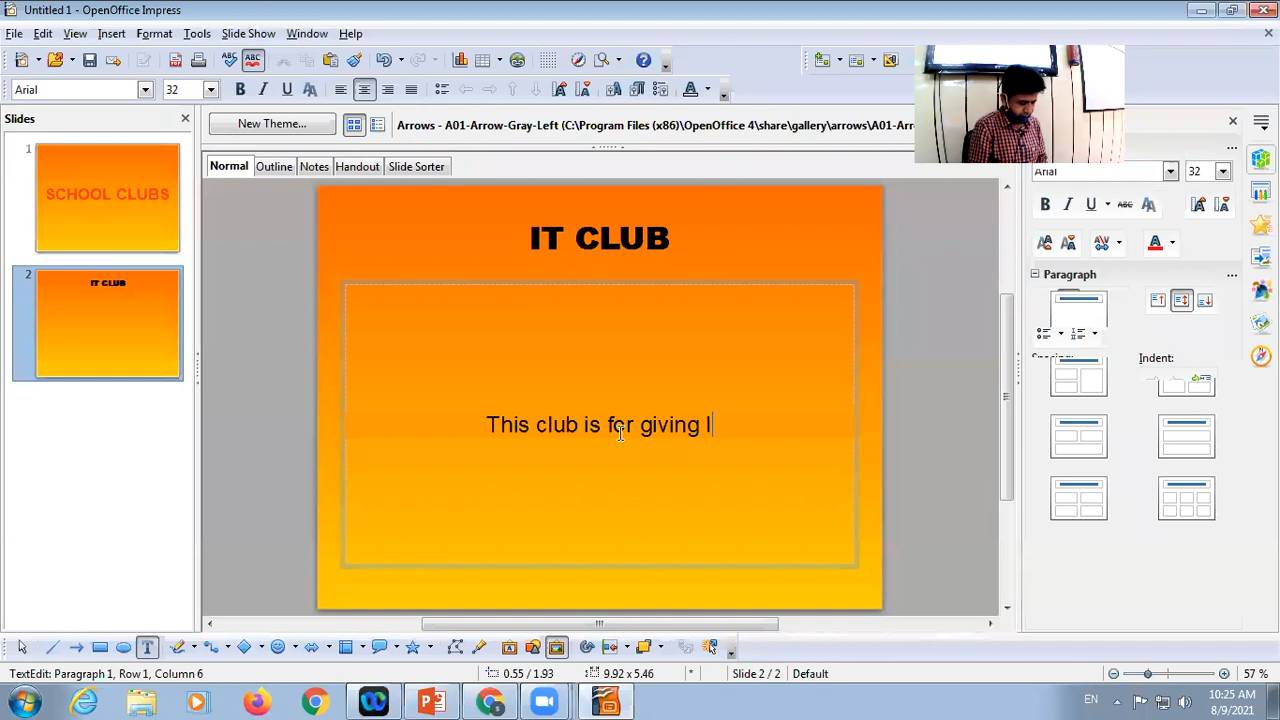 Untitled 1 - OpenOffice Impress
File Edit View Insert Format Tools Slide Show Window Help
Arial 32
Slides
New Theme...
Arrows - A01-Arrow-Gray-Left (C:\Program Files (x86)\OpenOffice 4\share\gallery\arrows\A01-Arr
Normal Outline Notes Handout Slide Sorter
Arial 32
1
SCHOOL CLUBS
2
IT CLUB
IT CLUB
This club is for giving I
Paragraph
Indent:
TextEdit: Paragraph 1, Row 1, Column 6
0.55 / 1.93
9.92 x 5.46
*
Slide 2 / 2
Default
57 %
EN
10:25 AM
8/9/2021